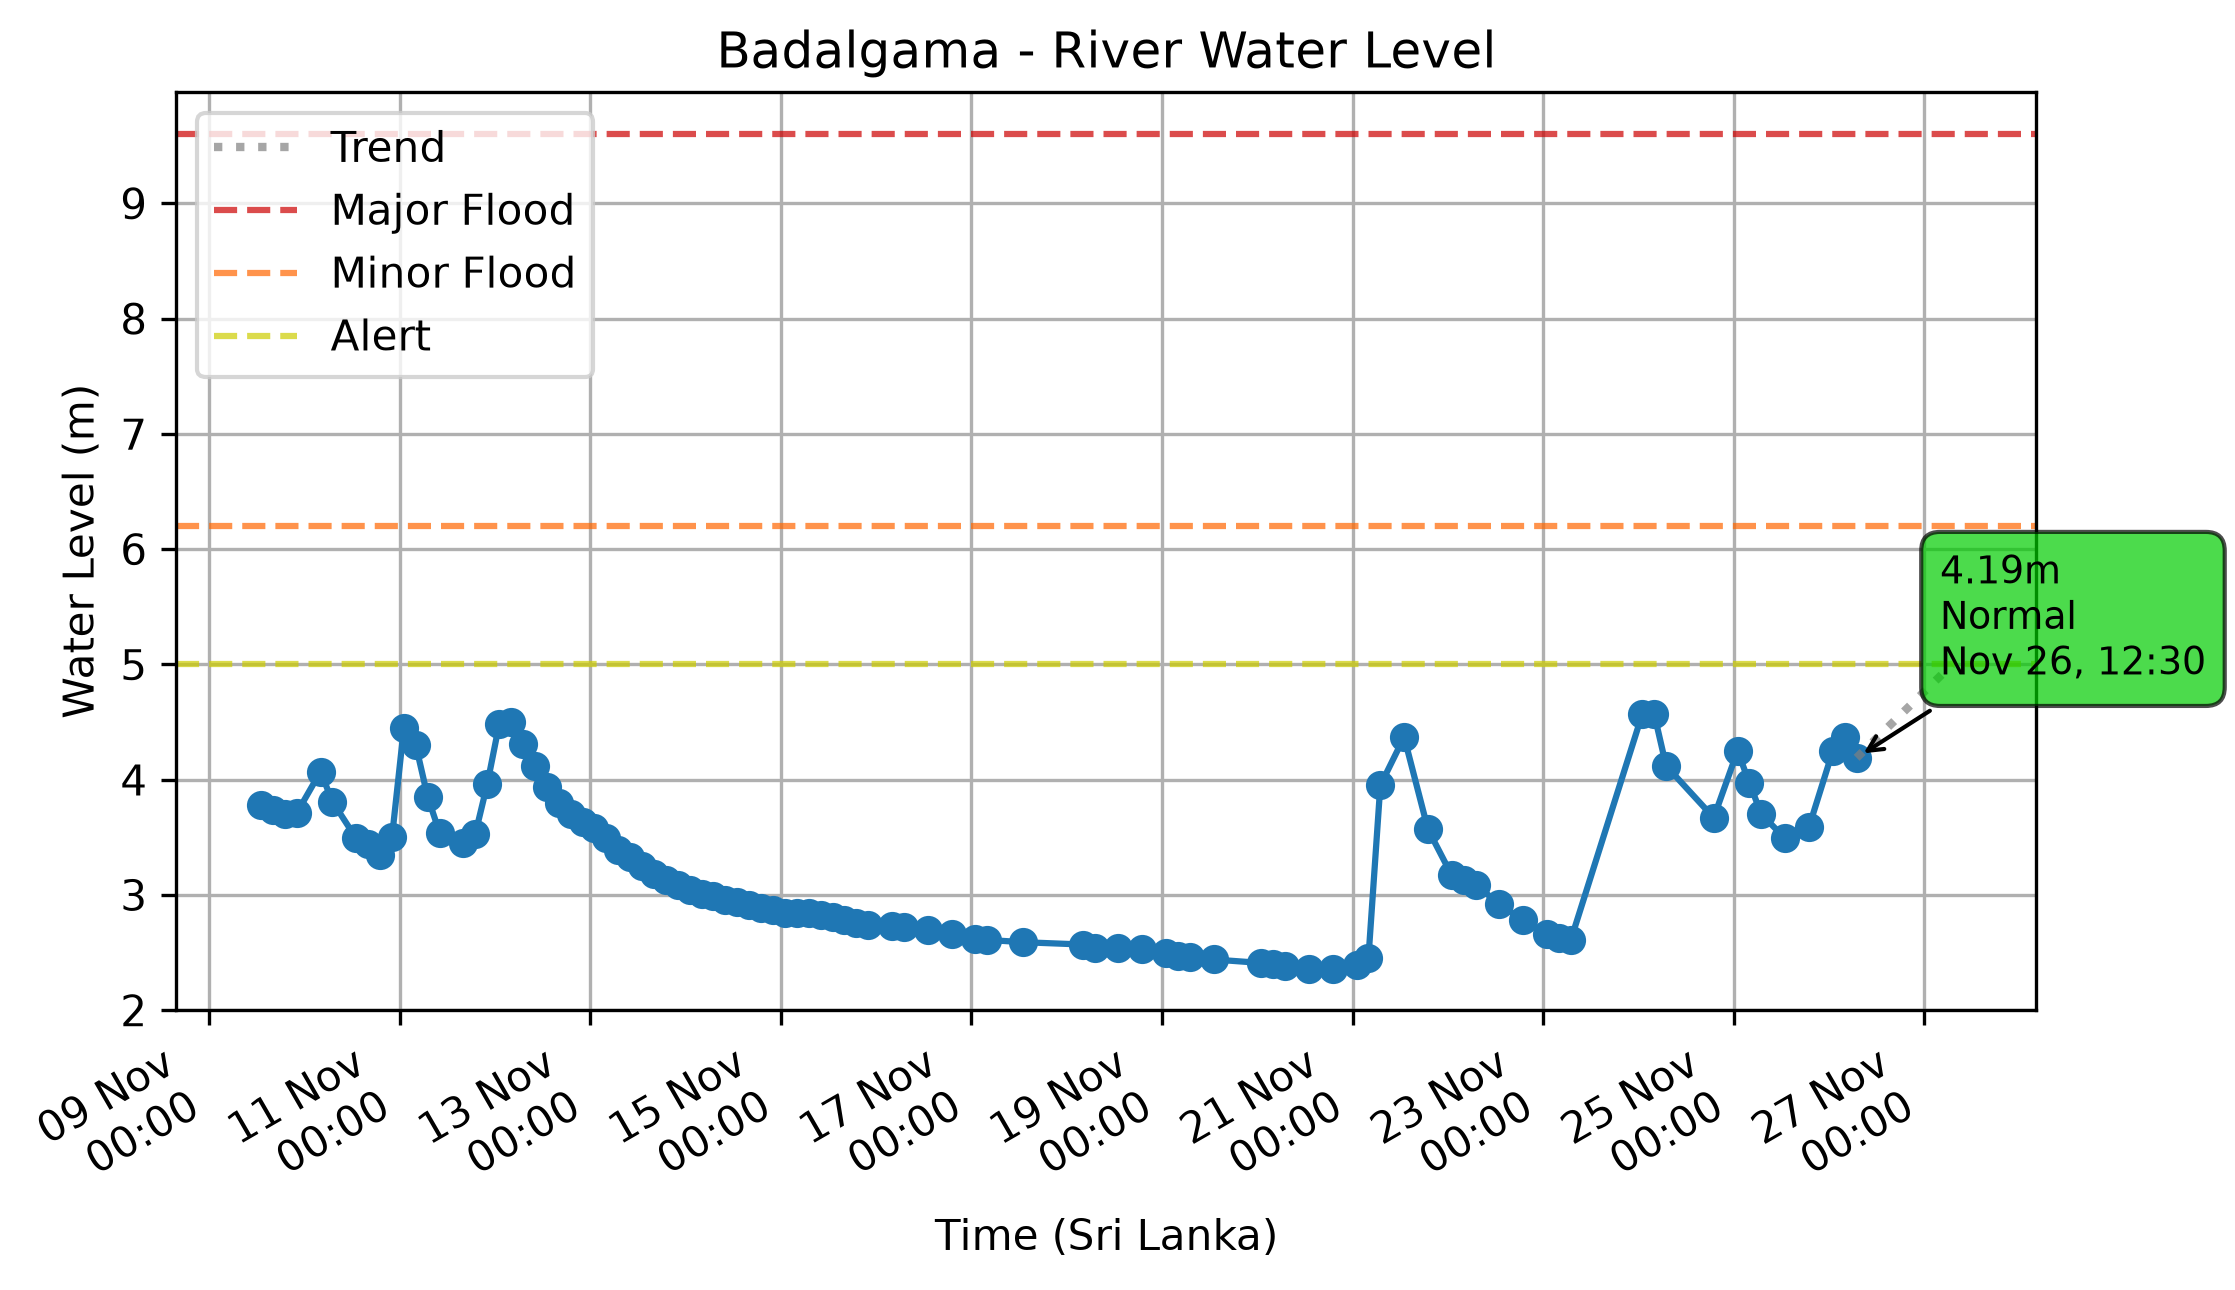 Badalgama - River Water Level
Trend
Major Flood
Minor Flood
Alert
Water Level (m)
9
8
7
6
5
4
3
2
4.19m
Normal
Nov 26, 12:30
09 Nov
00:00
11 Nov
00:00
13 Nov
00:00
15 Nov
00:00
17 Nov
00:00
19 Nov
00:00
21 Nov
00:00
23 Nov
00:00
25 Nov
00:00
27 Nov
00:00
Time (Sri Lanka)